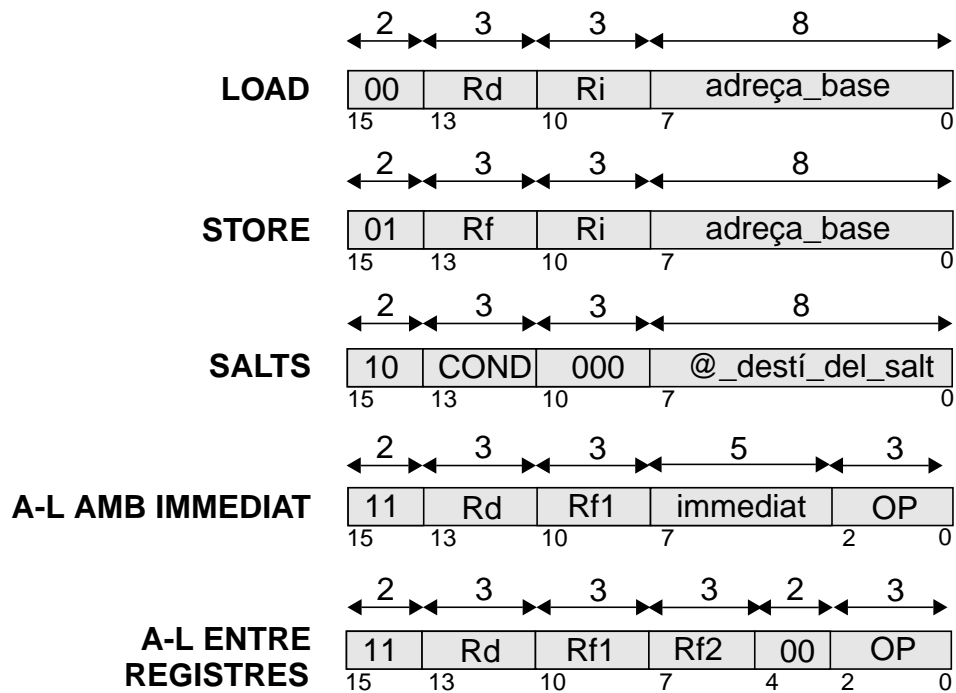 2 3 3 8
LOAD 00 Rd Ri adreça_base
15 13 10 7 0
2 3 3 8
STORE 01 Rf Ri adreça_base
15 13 10 7 0
2 3 3 8
SALTS 10 COND 000 @_destí_del_salt
15 13 10 7 0
2 3 3 5 3
A-L AMB IMMEDIAT 11 Rd Rf1 immediat OP
15 13 10 7 2 0
2 3 3 3 2 3
A-L ENTRE
REGISTRES 11 Rd Rf1 Rf2 00 OP
15 13 10 7 4 2 0